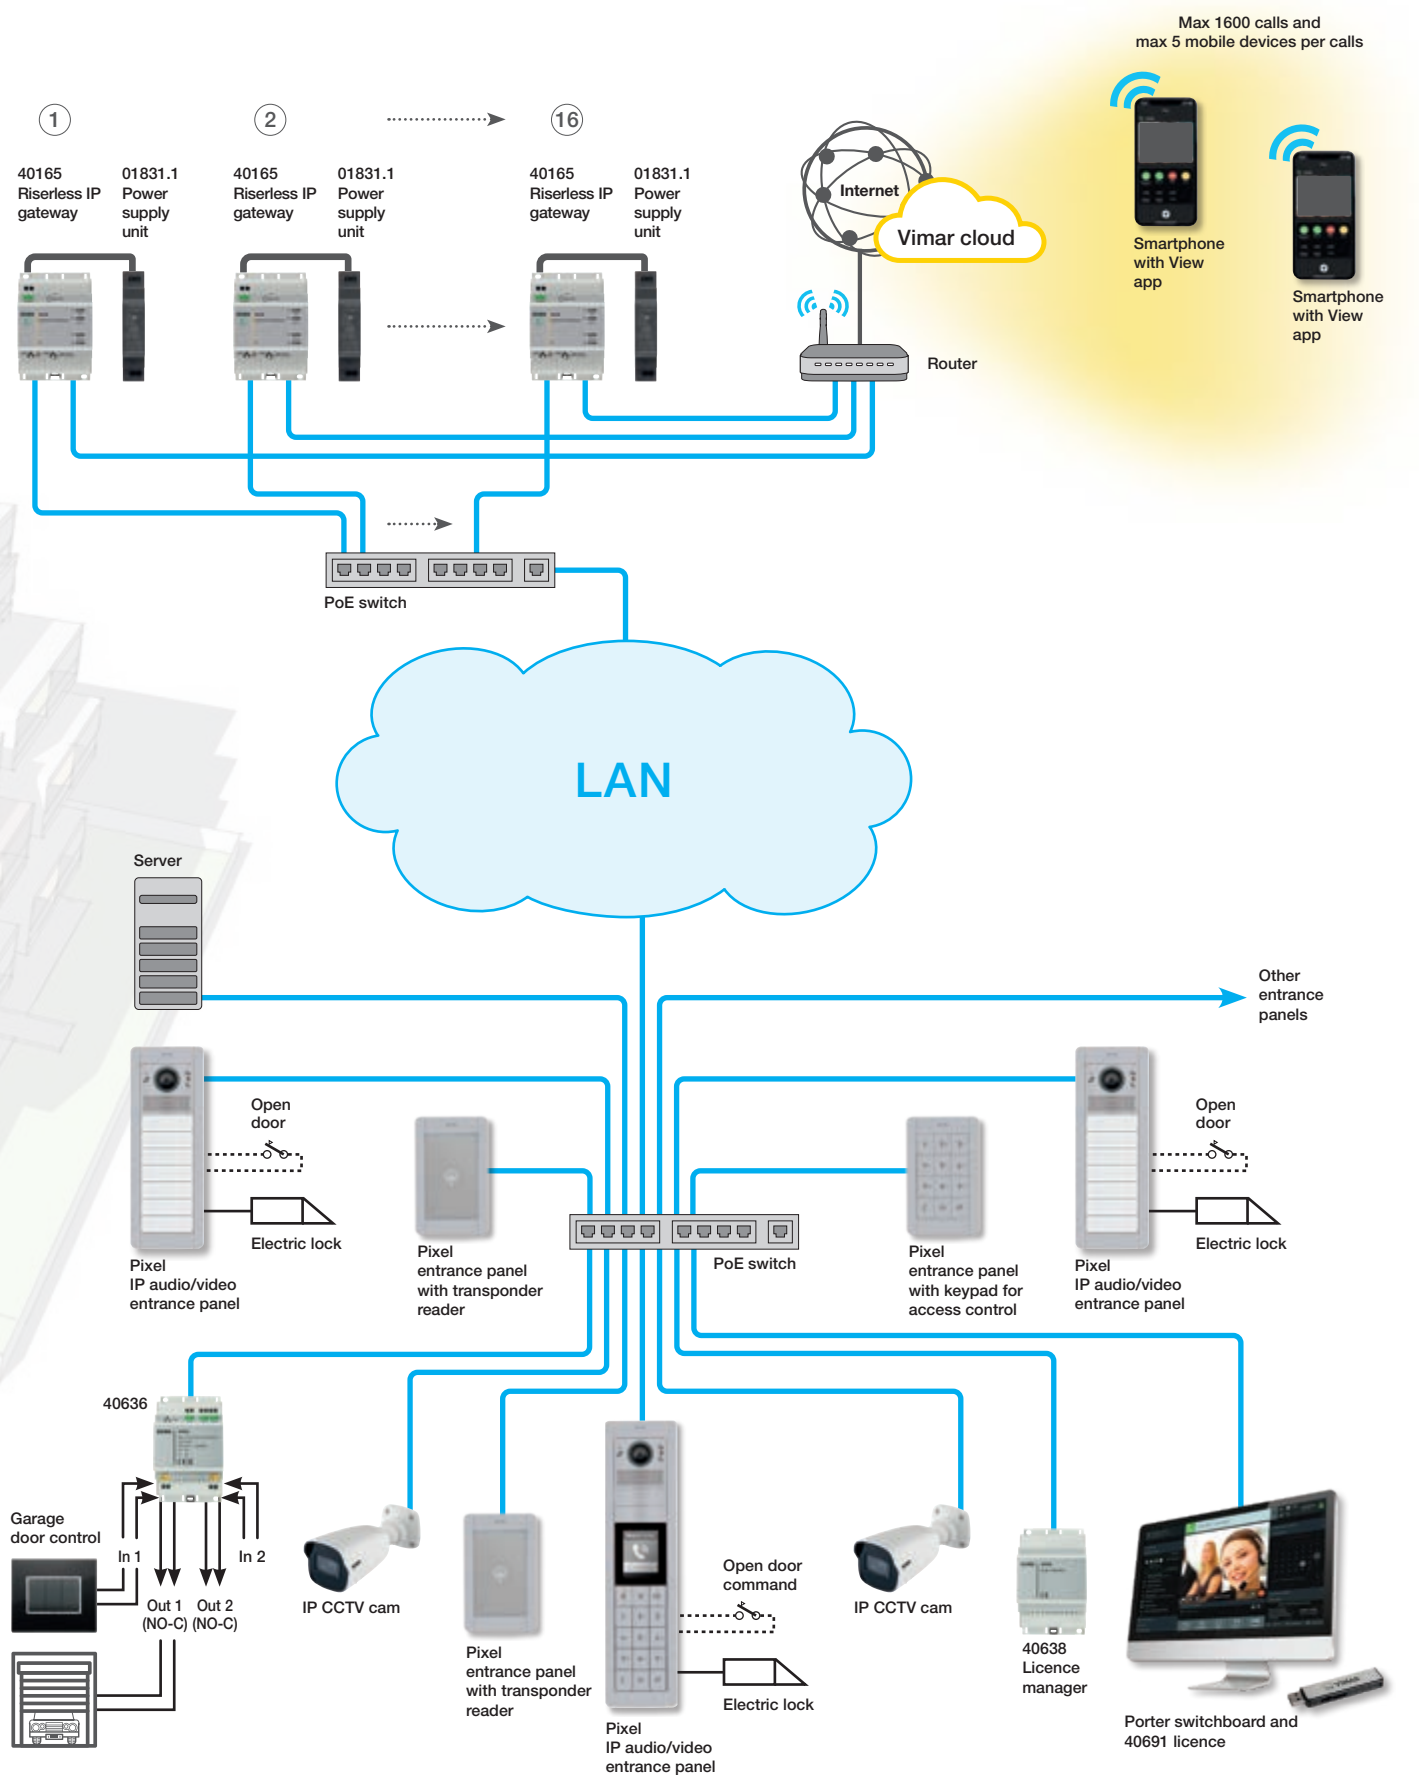 Max 1600 calls and
max 5 mobile devices per calls
1
2
16
40165
Riserless IP
gateway
01831.1
Power
supply
unit
40165
Riserless IP
gateway
01831.1
Power
supply
unit
40165
Riserless IP
gateway
01831.1
Power
supply
unit
Internet
Vimar cloud
Smartphone
with View
app
Smartphone
with View
app
Router
PoE switch
LAN
Server
Other
entrance
panels
Open
door
Electric lock
Pixel
IP audio/video
entrance panel
Pixel
entrance panel
with transponder
reader
PoE switch
Pixel
entrance panel
with keypad for
access control
Open
door
Electric lock
Pixel
IP audio/video
entrance panel
40636
Garage
door control
In 1
In 2
Out 1
(NO-C)
Out 2
(NO-C)
IP CCTV cam
Pixel
entrance panel
with transponder
reader
Open door
command
Electric lock
Pixel
IP audio/video
entrance panel
IP CCTV cam
40638
Licence
manager
Porter switchboard and
40691 licence